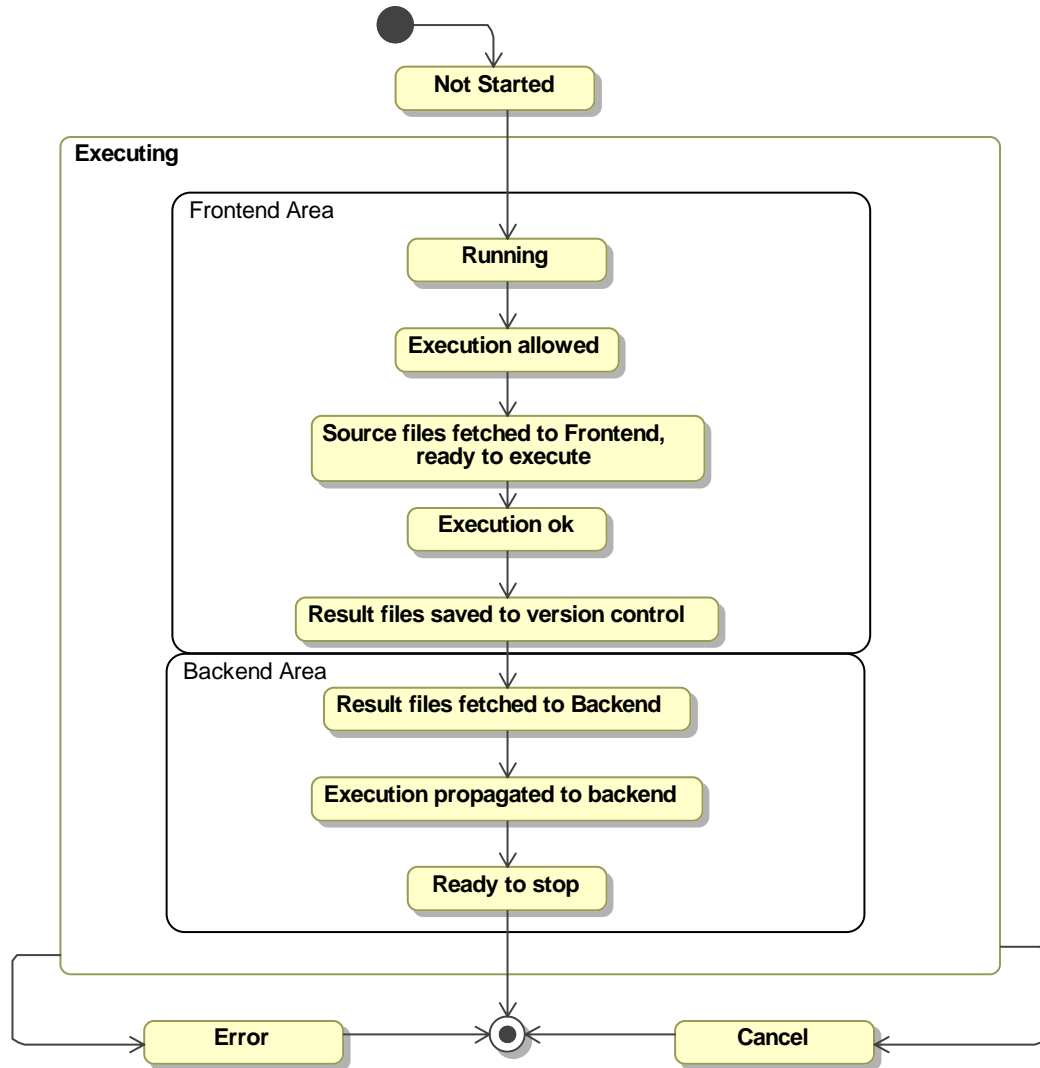 Not Started
Executing
Frontend Area
Running
Execution allowed
Source files fetched to Frontend,
ready to execute
Execution ok
Result files saved to version control
Backend Area
Result files fetched to Backend
Execution propagated to backend
Ready to stop
Error
Cancel